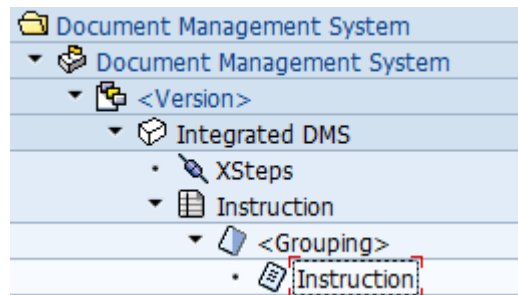 Document Management System
Document Management System
<Version>
Integrated DMS
XSteps
Instruction
<Grouping>
Instruction